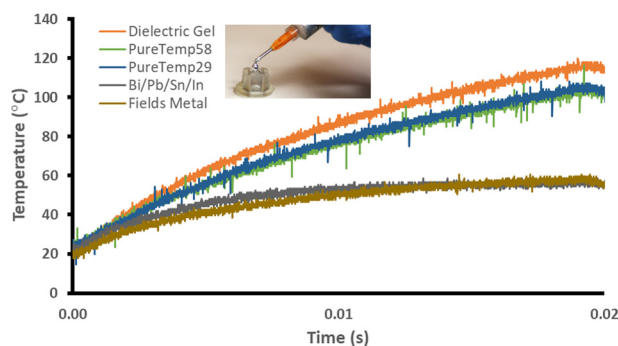 140
120
100
80
60
40
20
0
Temperature (°C)
Dielectric Gel
PureTemp58
PureTemp29
Bi/Pb/Sn/In
Fields Metal
0.00
0.01
0.02
Time (s)